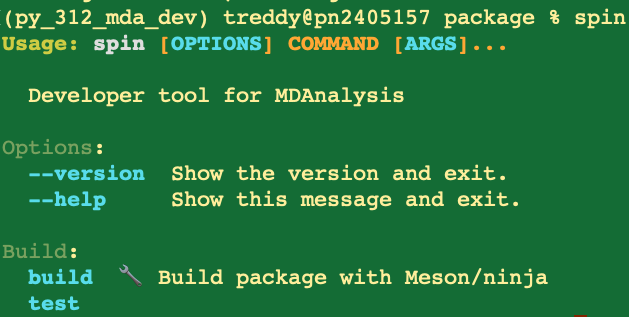 (py_312_mda_dev) treddy@pn2405157 package % spin
Usage: spin [OPTIONS] COMMAND [ARGS]...
Developer tool for MDAnalysis
Options:
--version Show the version and exit.
--help Show this message and exit.
Build:
build 🔧 Build package with Meson/ninja
test